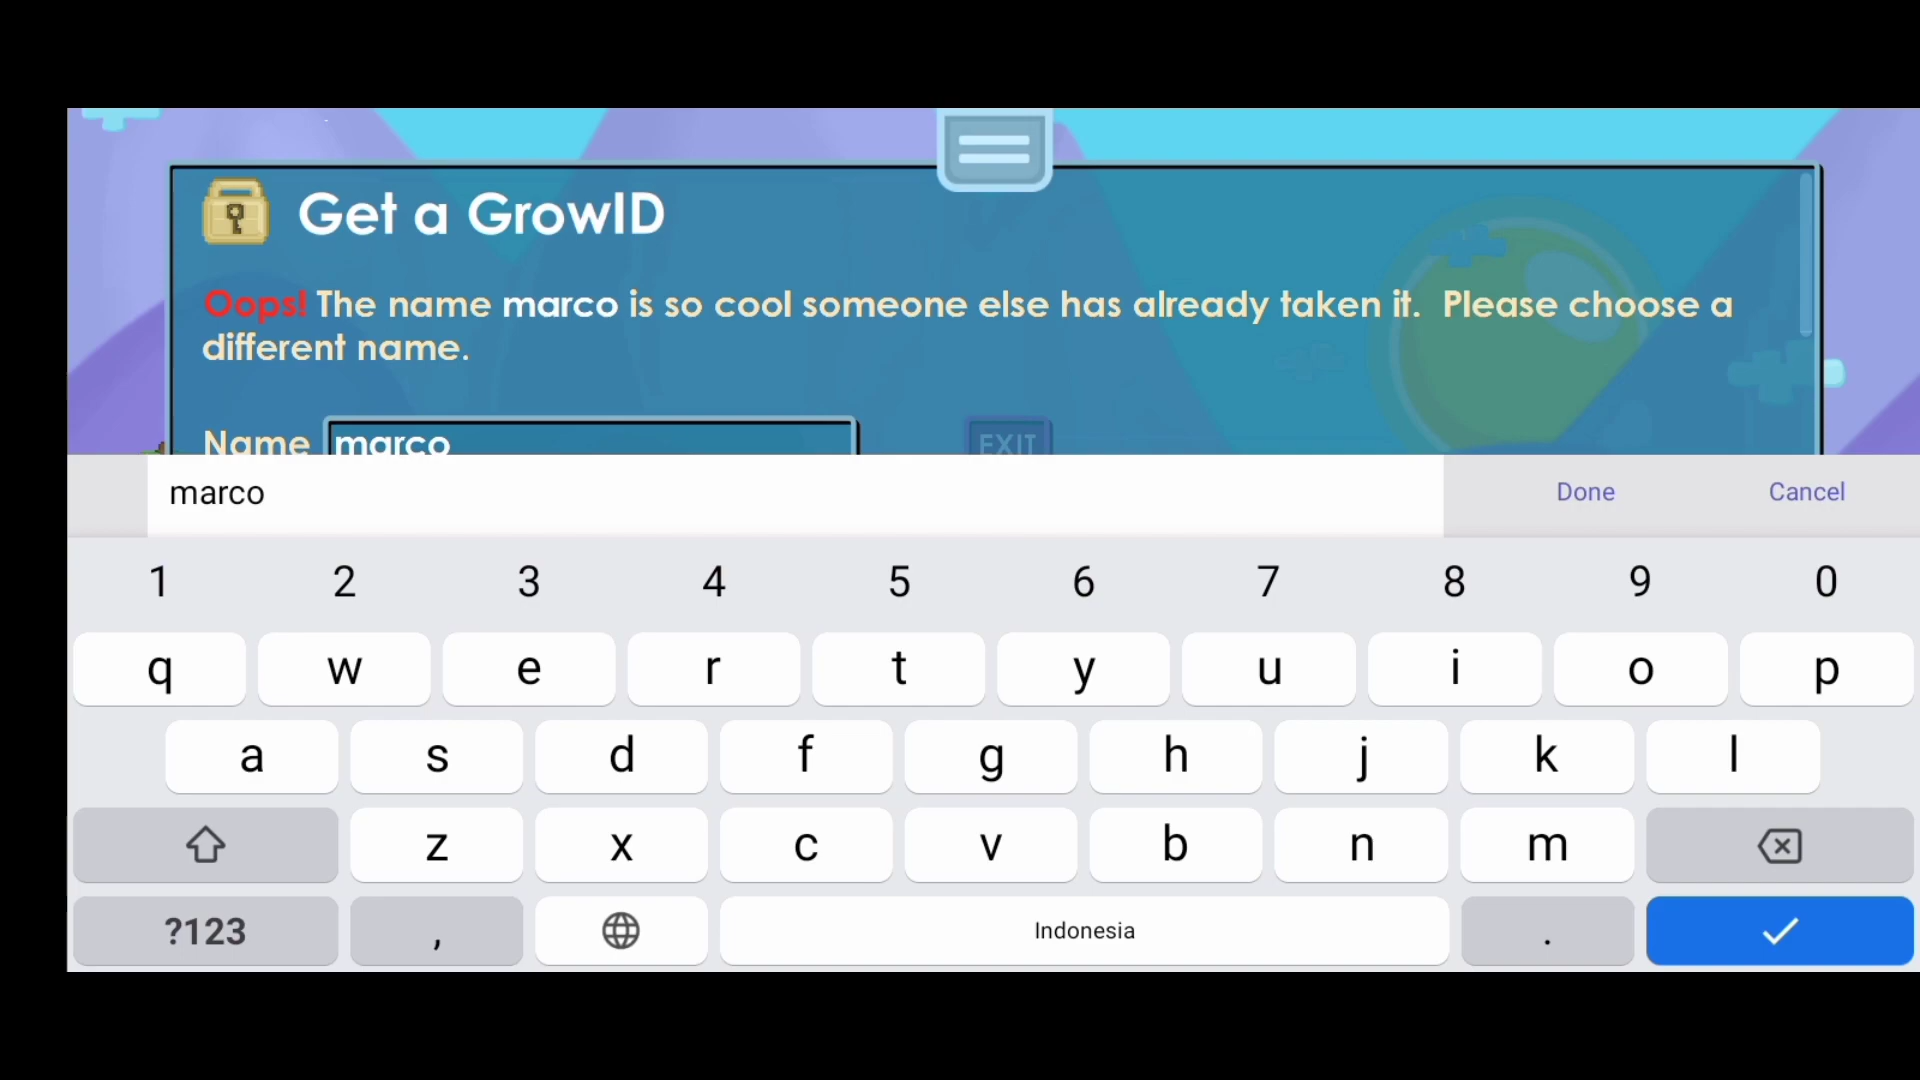 Get a GrowID
Oops! The name marco is so cool someone else has already taken it.  Please choose a
different name.
Name marco EXIT
marco Done Cancel
1 2 3 4 5 6 7 8 9 0
q w e r t y u i o p
a s d f g h j k l
z x c v b n m
?123 , Indonesia .